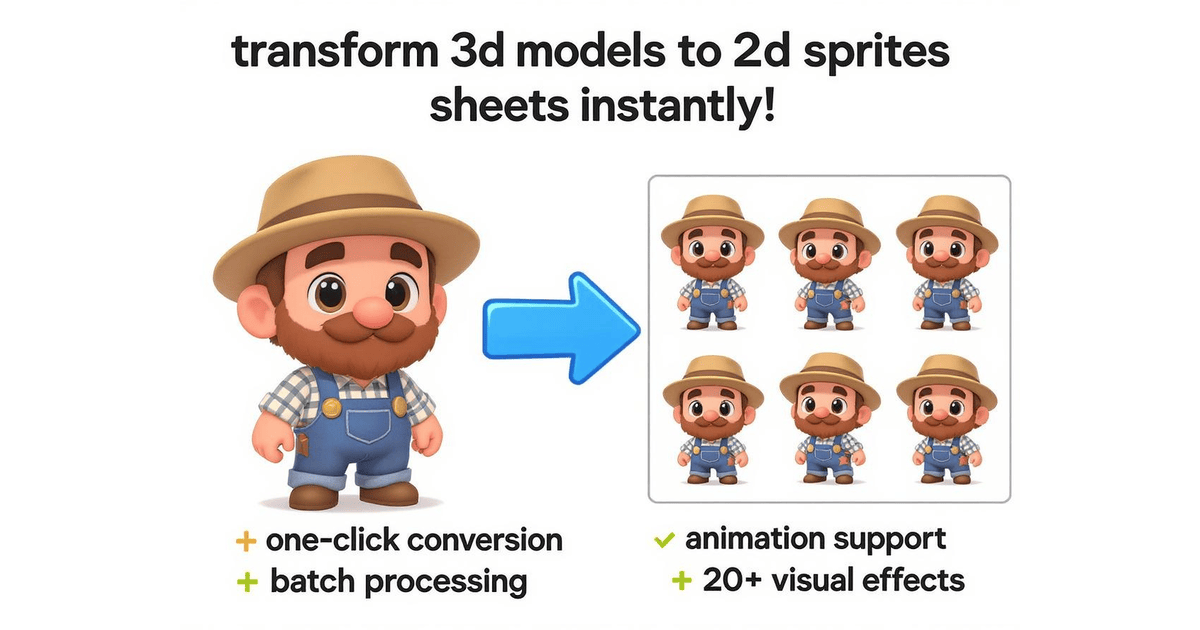 transform 3d models to 2d sprites
sheets instantly!
+ one-click conversion
+ batch processing
✓ animation support
+ 20+ visual effects